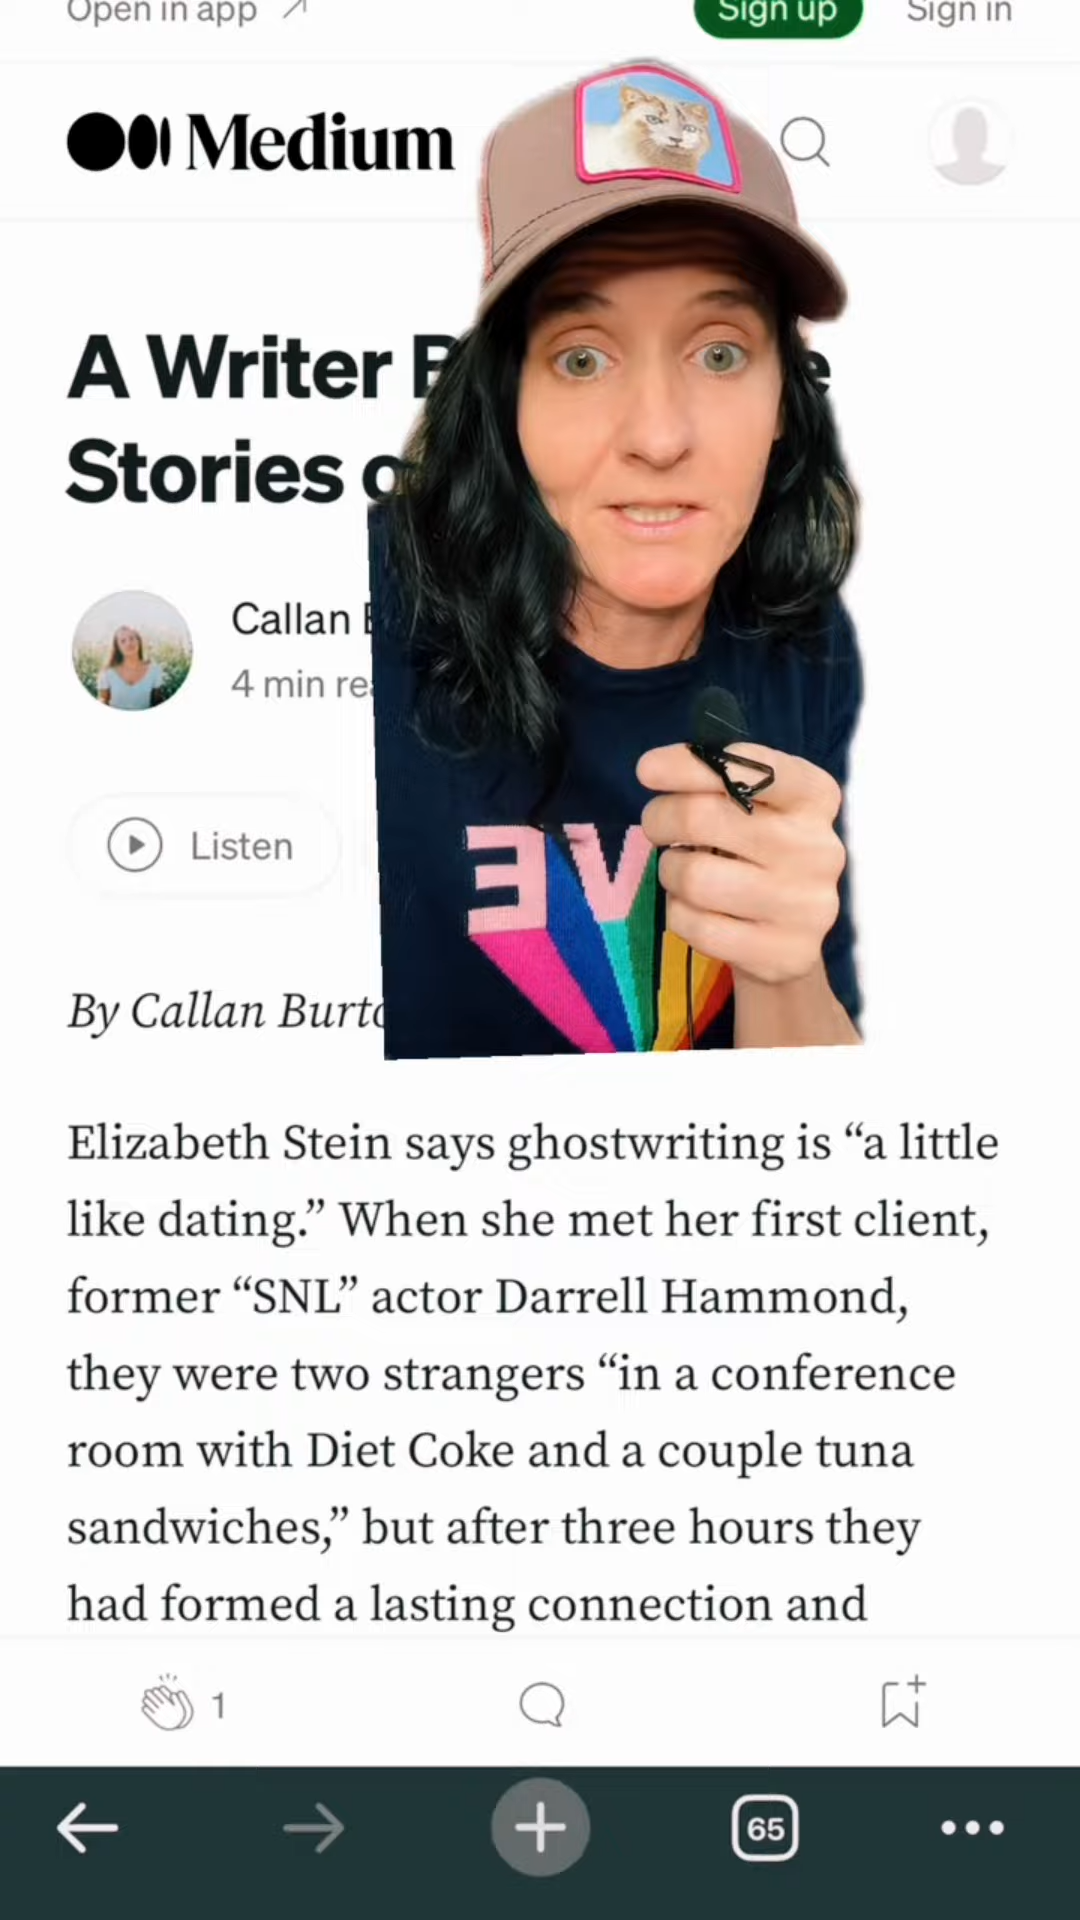 Open in app
Sign up
Sign in
Medium
A Writer
Stories
Callan
4 min
Listen
By Callan
Elizabeth Stein says ghostwriting is “a little
like dating.” When she met her first client,
former “SNL” actor Darrell Hammond,
they were two strangers “in a conference
room with Diet Coke and a couple tuna
sandwiches,” but after three hours they
had formed a lasting connection and
1
65